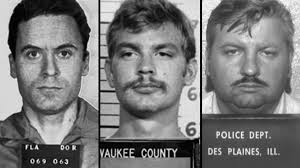 FLA DOR
069 063
WAUKEE COUNTY
POLICE DEPT.
DES PLAINES, ILL.